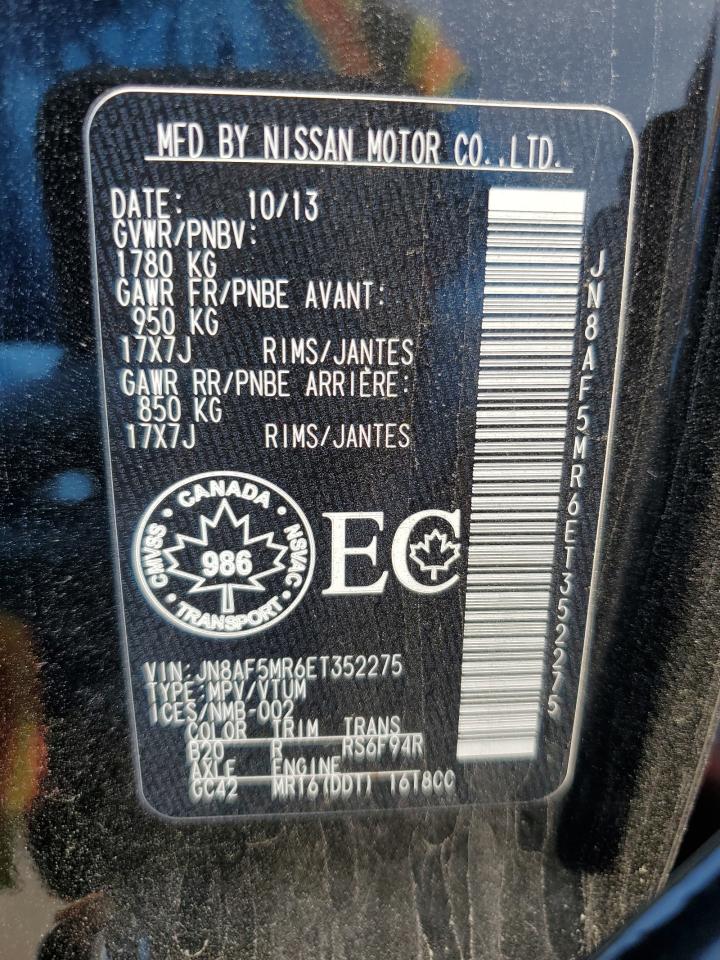 MFD BY NISSAN MOTOR CO.,LTD.
DATE: 10/13
GVWR/PNBV:
1780 KG
GAWR FR/PNBE AVANT:
950 KG
17X7J RIMS/JANTES
GAWR RR/PNBE ARRIÈRE:
850 KG
17X7J RIMS/JANTES
CMVSS • CANADA • NSVAC • TRANSPORT •
986
EC
VIN:JN8AF5MR6ET352275
TYPE:MPV/VTUM
ICES/NMB-002
COLOR TRIM TRANS
B20 R RS6F94R
AXLE ENGINE
GC42 MR16(DDT) 1618CC
JN8AF5MR6ET352275